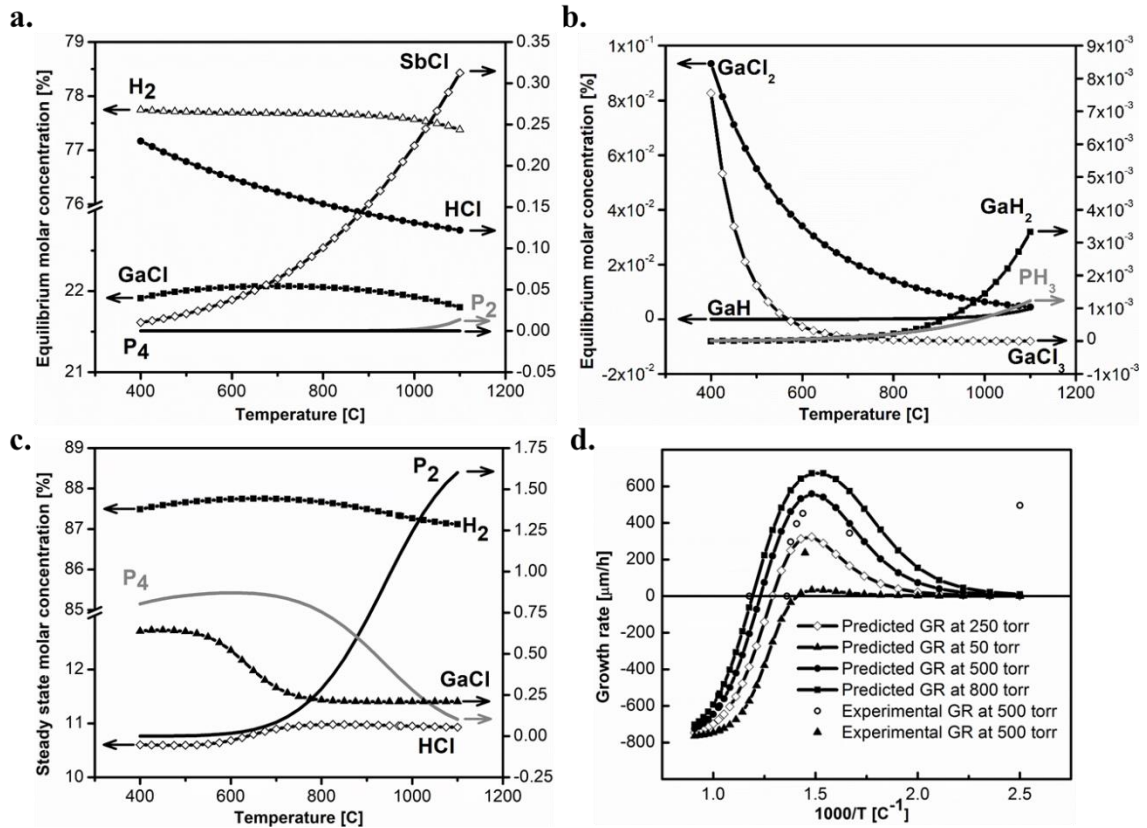 a.
Equilibrium molar concentration [%]
79
78
77
76
22
21
0.35
0.30
0.25
0.20
0.15
0.10
0.05
0.00
-0.05
H2
SbCl
HCl
GaCl
P2
P4
400 600 800 1000 1200
Temperature [C]
b.
Equilibrium molar concentration [%]
1x10-1
8x10-2
6x10-2
4x10-2
2x10-2
0
-2x10-2
9x10-3
8x10-3
7x10-3
6x10-3
5x10-3
4x10-3
3x10-3
2x10-3
1x10-3
0
-1x10-3
GaCl2
GaH2
PH3
GaH
GaCl3
400 600 800 1000 1200
Temperature [C]
c.
Steady state molar concentration [%]
89
88
87
85
12
11
10
1.75
1.50
1.25
1.00
0.75
0.50
0.25
0.00
-0.25
P2
H2
P4
GaCl
HCl
400 600 800 1000 1200
Temperature [C]
d.
Growth rate [μm/h]
600
400
200
0
-200
-400
-600
-800
Predicted GR at 250 torr
Predicted GR at 50 torr
Predicted GR at 500 torr
Predicted GR at 800 torr
Experimental GR at 500 torr
Experimental GR at 500 torr
1.0 1.5 2.0 2.5
1000/T [C-1]